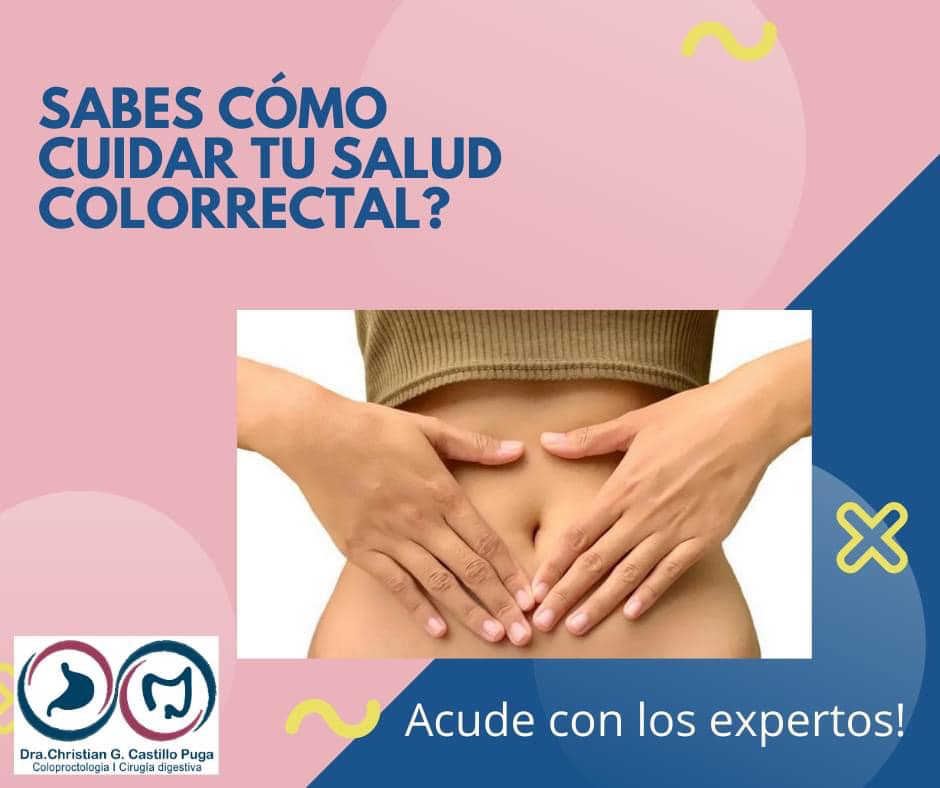 SABES CÓMO
CUIDAR TU SALUD
COLORRECTAL?
Acude con los expertos!
Dra.Christian G. Castillo Puga
Coloproctologia I Cirugía digestiva